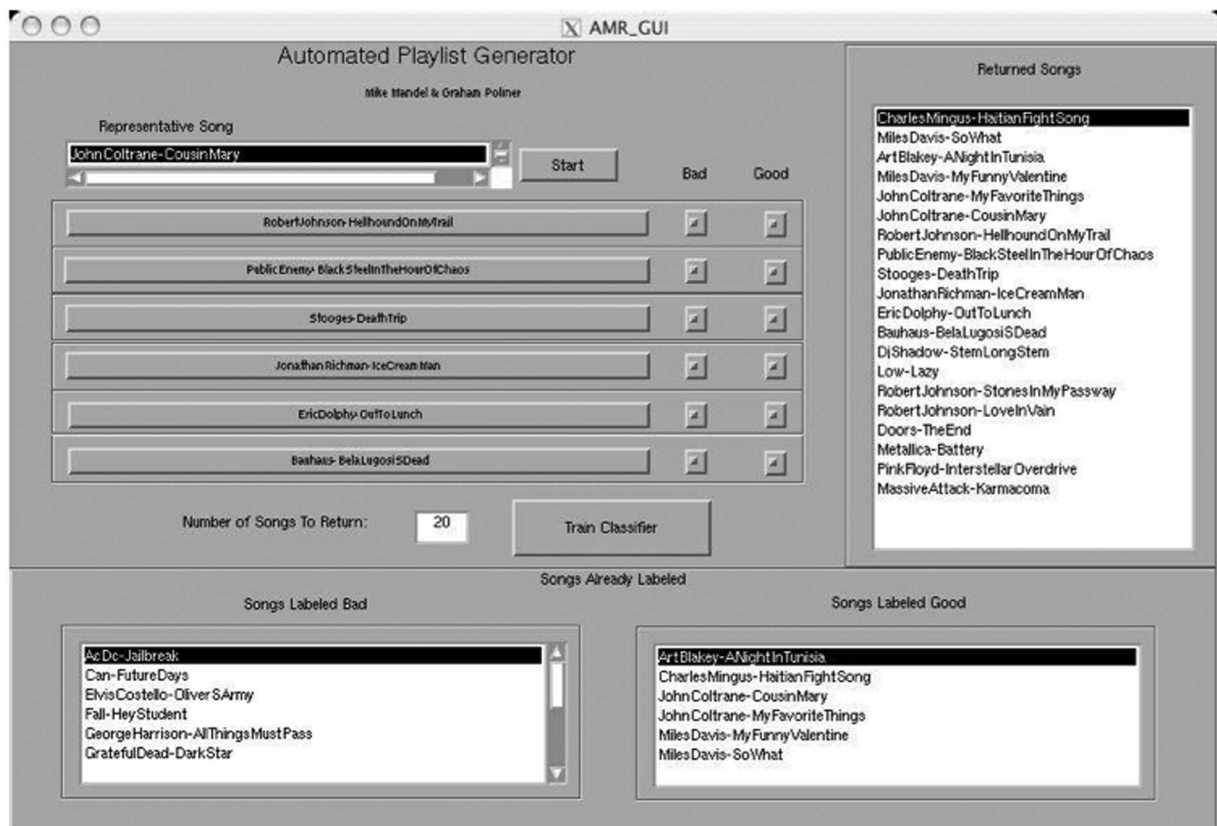 AMR_GUI
Automated Playlist Generator
Mike Mandel & Graham Poliner
Representative Song
JohnColtrane-CousinMary
Start
Bad
Good
RobertJohnson-HellhoundOnMyTrail
PublicEnemy-BlackSteelInTheHourOfChaos
Stooges-DeathTrip
JonathanRichman-IceCreamMan
EricDolphy-OutToLunch
Bauhaus-BelaLugosiSDead
Number of Songs To Return:
20
Train Classifier
Returned Songs
CharlesMingus-HaitianFightSong
MilesDavis-SoWhat
ArtBlakey-ANightInTunisia
MilesDavis-MyFunnyValentine
JohnColtrane-MyFavoriteThings
JohnColtrane-CousinMary
RobertJohnson-HellhoundOnMyTrail
PublicEnemy-BlackSteelInTheHourOfChaos
Stooges-DeathTrip
JonathanRichman-IceCreamMan
EricDolphy-OutToLunch
Bauhaus-BelaLugosiSDead
DjShadow-StemLongStem
Low-Lazy
RobertJohnson-StonesInMyPassway
RobertJohnson-LoveInVain
Doors-TheEnd
Metallica-Battery
PinkFloyd-InterstellarOverdrive
MassiveAttack-Karmacoma
Songs Already Labeled
Songs Labeled Bad
AcDc-Jailbreak
Can-FutureDays
ElvisCostello-OliverSArmy
Fall-HeyStudent
GeorgeHarrison-AllThingsMustPass
GratefulDead-DarkStar
Songs Labeled Good
ArtBlakey-ANightInTunisia
CharlesMingus-HaitianFightSong
JohnColtrane-CousinMary
JohnColtrane-MyFavoriteThings
MilesDavis-MyFunnyValentine
MilesDavis-SoWhat